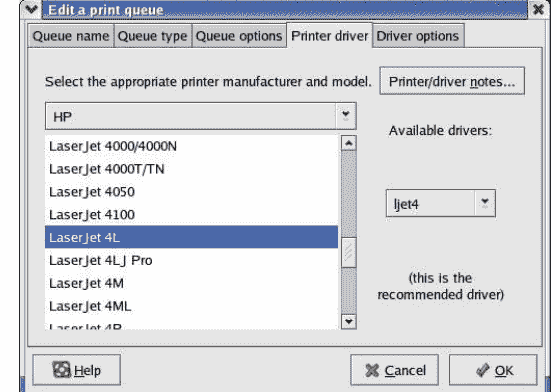 Edit a print queue
Queue name Queue type Queue options Printer driver Driver options
Select the appropriate printer manufacturer and model. Printer/driver notes...
HP
Available drivers:
LaserJet 4000/4000N
LaserJet 4000T/TN
LaserJet 4050
LaserJet 4100
LaserJet 4L
LaserJet 4LJ Pro
LaserJet 4M
LaserJet 4ML
LaserJet 4P
ljet4
(this is the
recommended driver)
Help Cancel OK